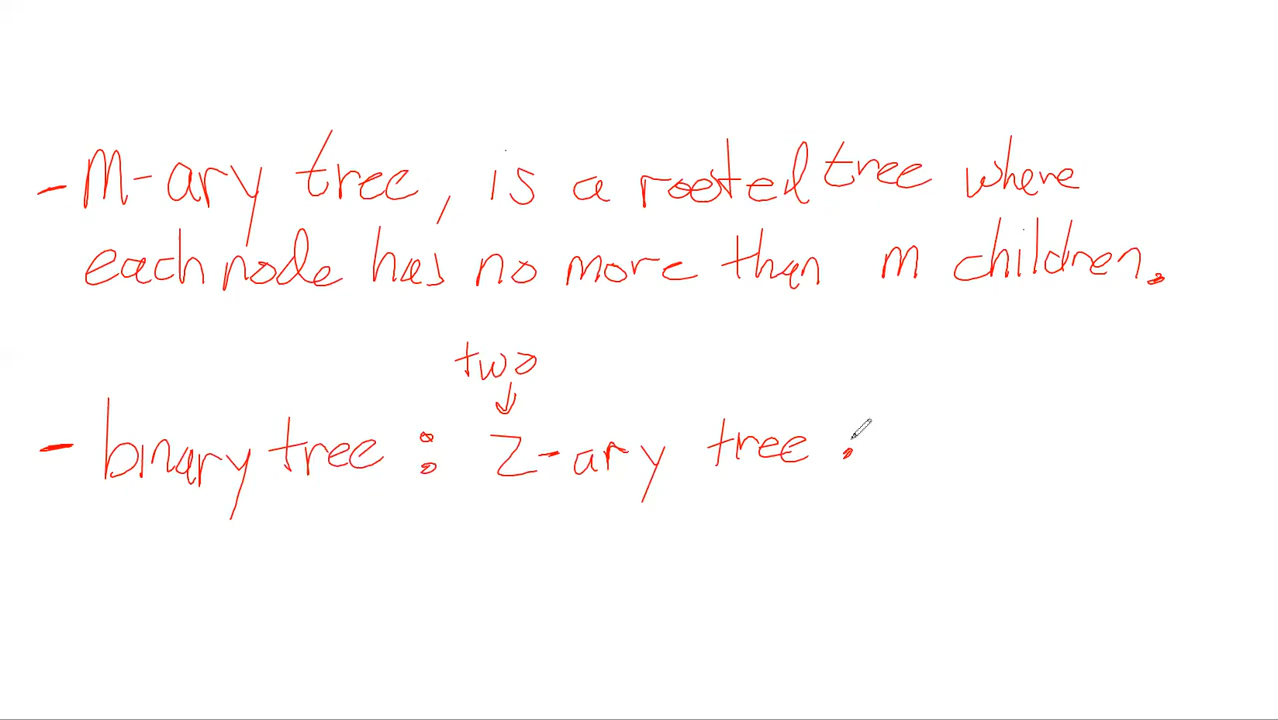 - M-ary tree, is a rooted tree where
each node has no more than m children.
two
- binary tree : 2-ary tree .